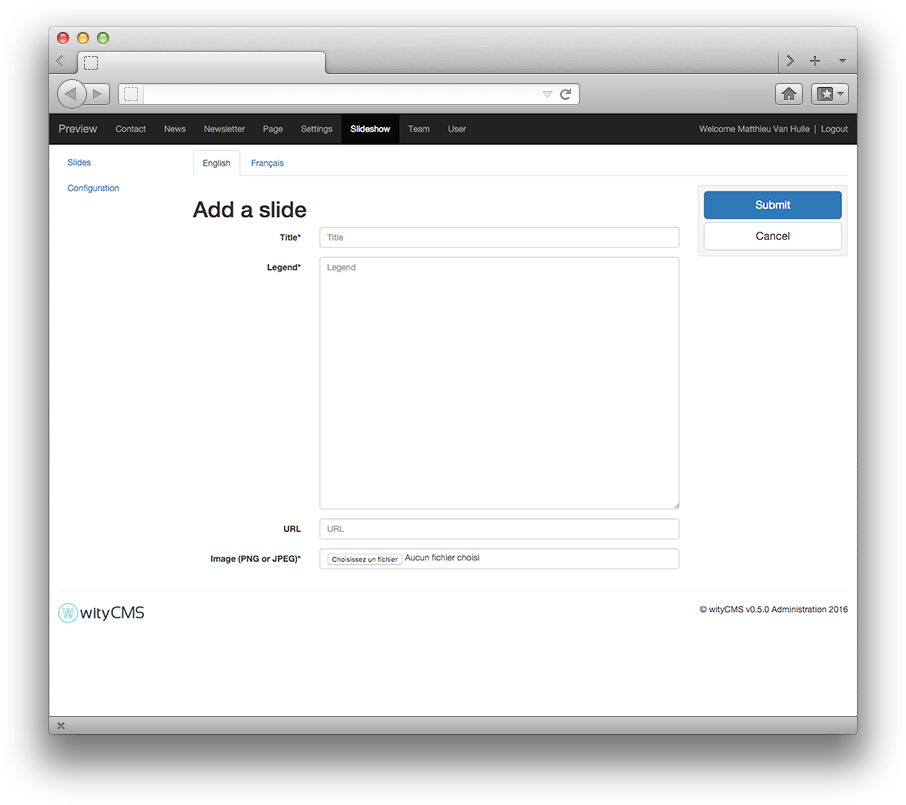 Preview Contact News Newsletter Page Settings Slideshow Team User Welcome Matthieu Van Hulle | Logout
Slides
Configuration
English Français
Add a slide
Submit
Cancel
Title* Title
Legend* Legend
URL URL
Image (PNG or JPEG)* Choisissez un fichier Aucun fichier choisi
W wityCMS
© wityCMS v0.5.0 Administration 2016